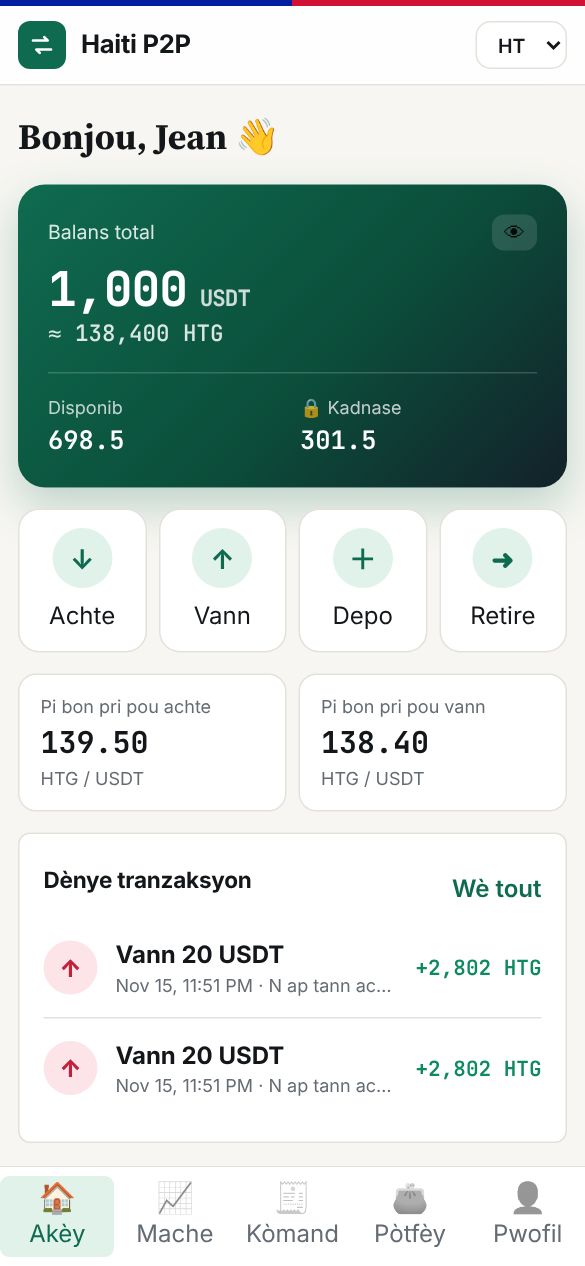 Haiti P2P
HT
Bonjou, Jean 👋
Balans total
1,000 USDT
≈ 138,400 HTG
Disponib
🔒 Kadnase
698.5
301.5
Achte
Vann
Depo
Retire
Pi bon pri pou achte
139.50
HTG / USDT
Pi bon pri pou vann
138.40
HTG / USDT
Dènye tranzaksyon
Wè tout
Vann 20 USDT
Nov 15, 11:51 PM · N ap tann ac...
+2,802 HTG
Vann 20 USDT
Nov 15, 11:51 PM · N ap tann ac...
+2,802 HTG
Akèy
Mache
Kòmand
Pòtfèy
Pwofil